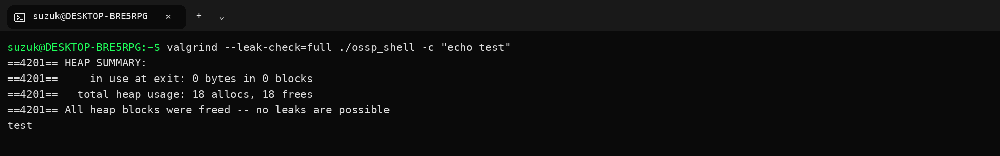 suzuk@DESKTOP-BRE5RPG × + ⌄
suzuk@DESKTOP-BRE5RPG:~$ valgrind --leak-check=full ./ossp_shell -c "echo test"
==4201== HEAP SUMMARY:
==4201==     in use at exit: 0 bytes in 0 blocks
==4201==   total heap usage: 18 allocs, 18 frees
==4201== All heap blocks were freed -- no leaks are possible
test